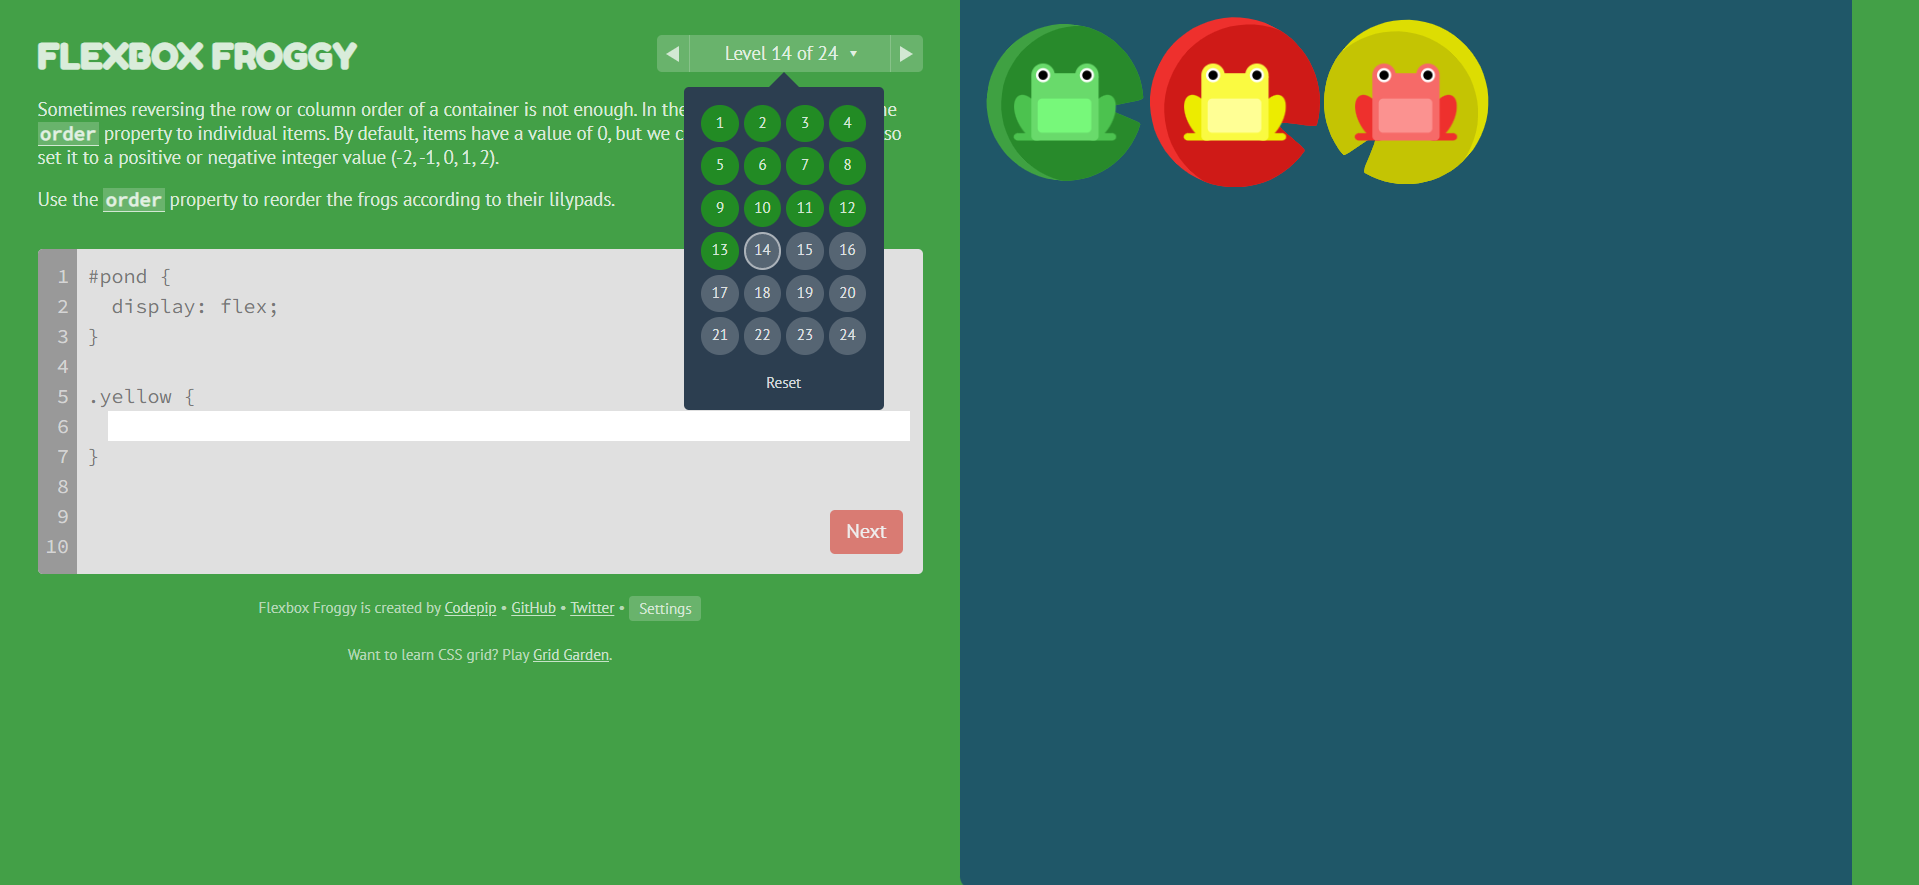 FLEXBOX FROGGY
Level 14 of 24
Sometimes reversing the row or column order of a container is not enough. In the
order property to individual items. By default, items have a value of 0, but we c so
set it to a positive or negative integer value (-2, -1, 0, 1, 2).
Use the order property to reorder the frogs according to their lilypads.
1 2 3 4
5 6 7 8
9 10 11 12
13 14 15 16
17 18 19 20
21 22 23 24
Reset
1 #pond {
2 display: flex;
3 }
4
5 .yellow {
6
7 }
8
9
10
Next
Flexbox Froggy is created by Codepip • GitHub • Twitter • Settings
Want to learn CSS grid? Play Grid Garden.